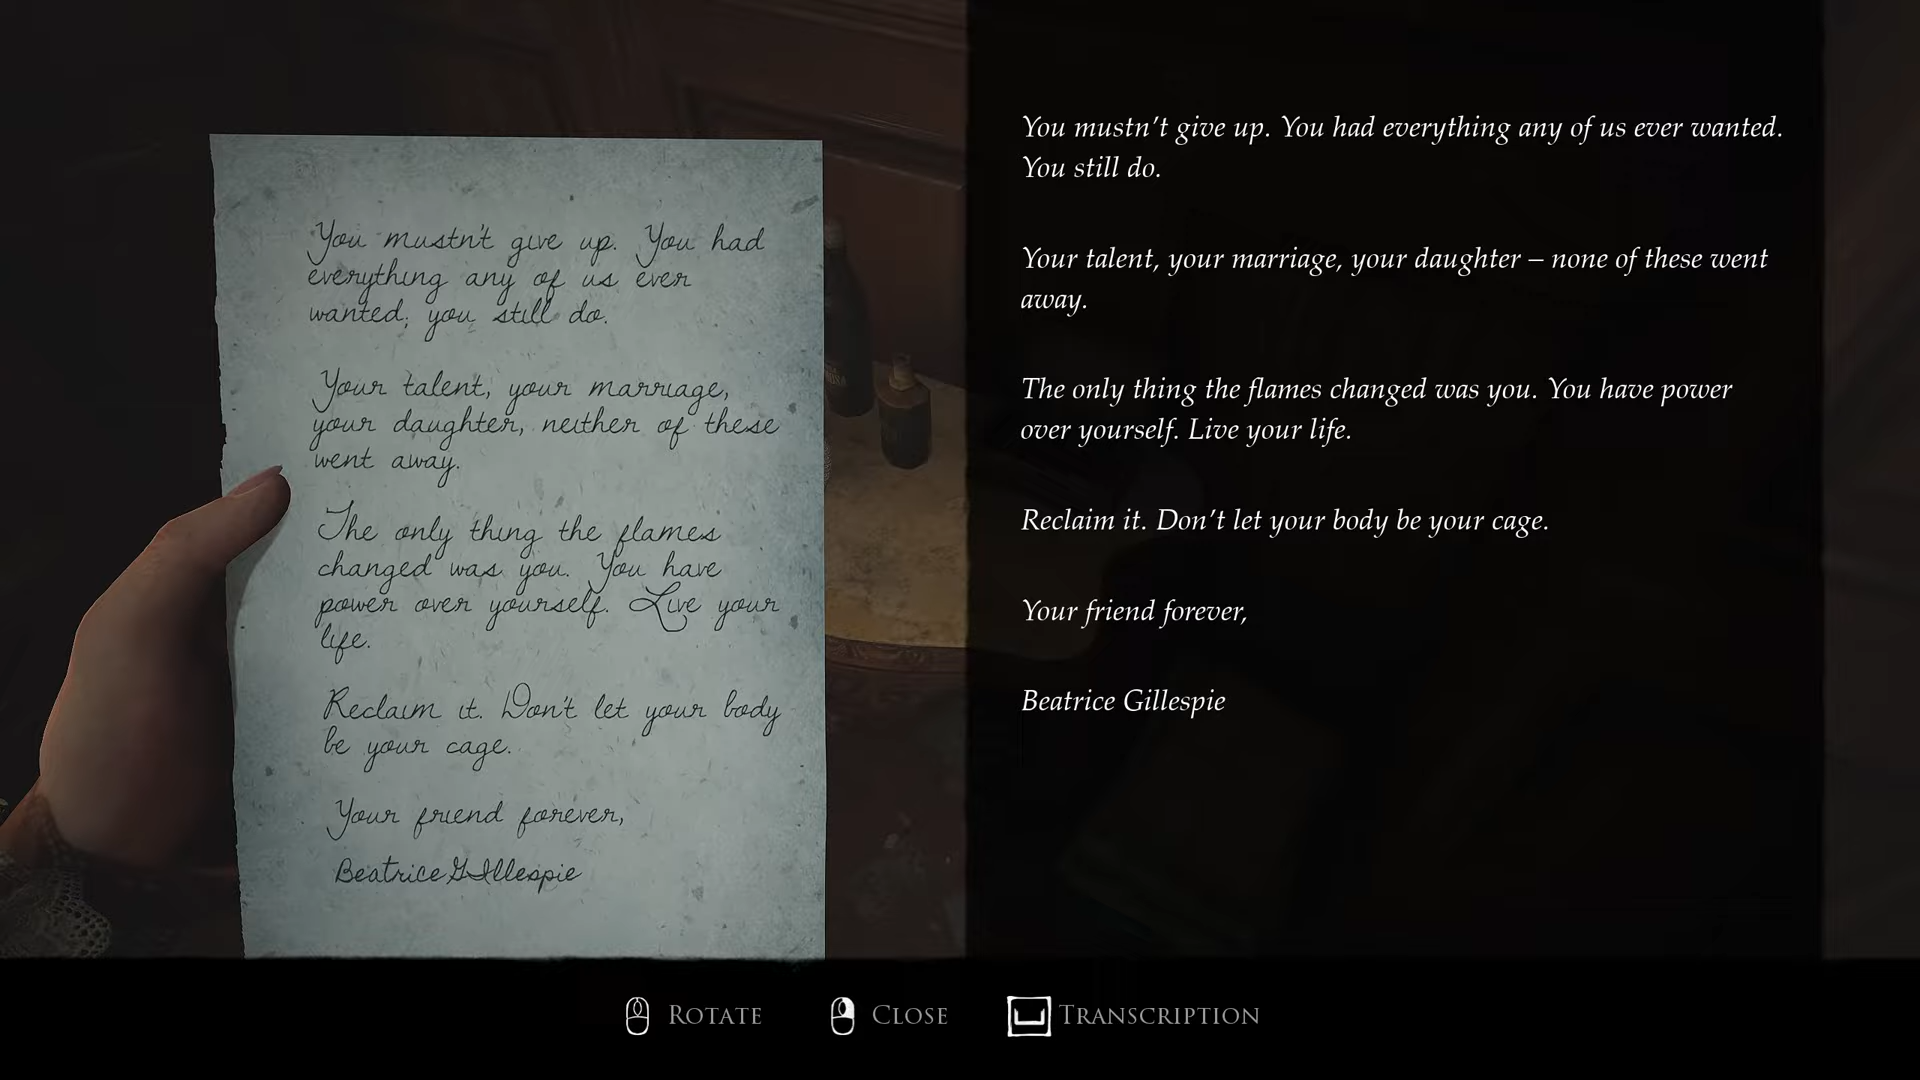 You mustn't give up. You had
everything any of us ever
wanted; you still do.
Your talent, your marriage,
your daughter, neither of these
went away.
The only thing the flames
changed was you. You have
power over yourself. Live your
life.
Reclaim it. Don't let your body
be your cage.
Your friend forever,
Beatrice Gillespie
You mustn't give up. You had everything any of us ever wanted.
You still do.
Your talent, your marriage, your daughter – none of these went
away.
The only thing the flames changed was you. You have power
over yourself. Live your life.
Reclaim it. Don't let your body be your cage.
Your friend forever,
Beatrice Gillespie
ROTATE
CLOSE
TRANSCRIPTION